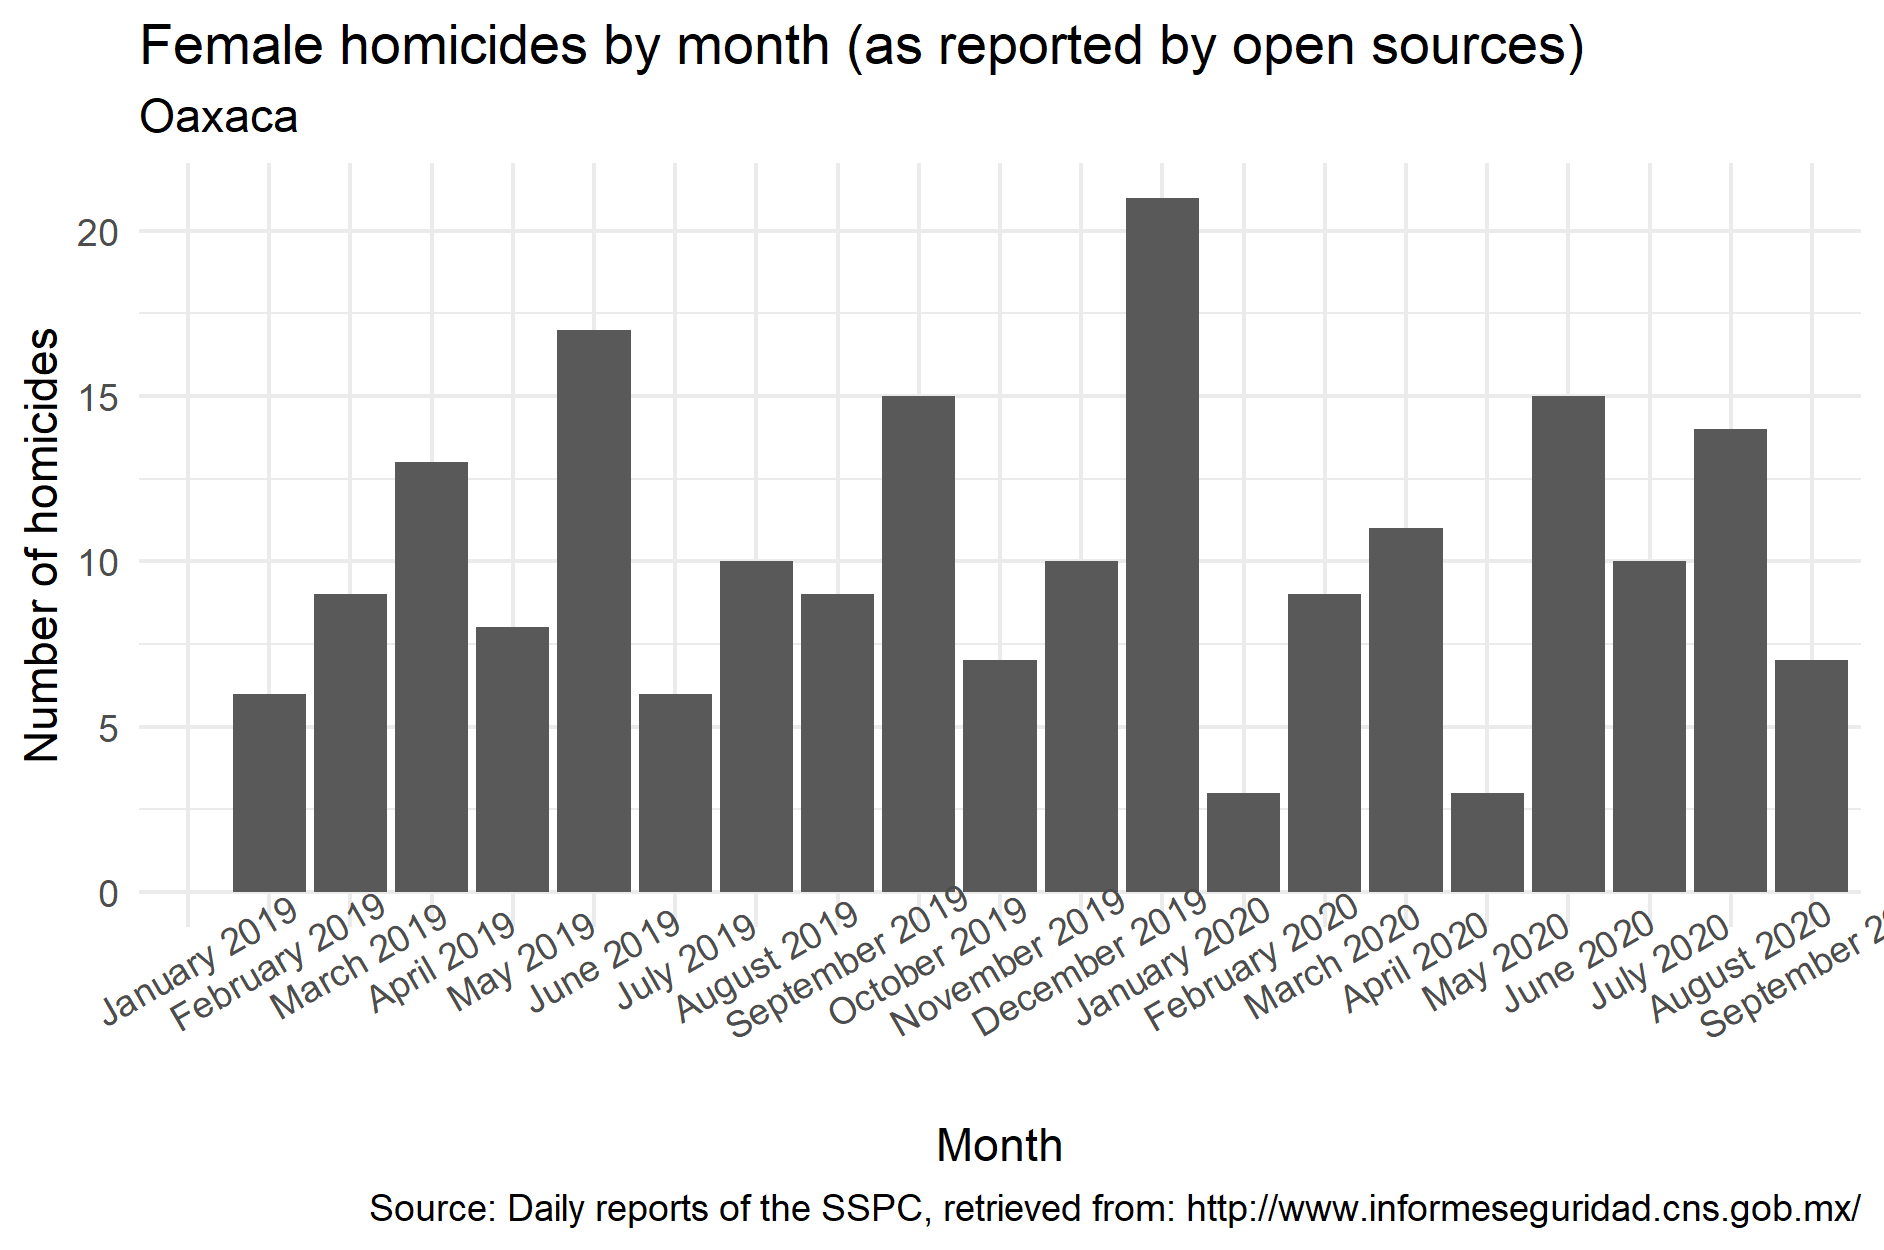 Female homicides by month (as reported by open sources)
Oaxaca
Number of homicides
20
15
10
5
0
January 2019
February 2019
March 2019
April 2019
May 2019
June 2019
July 2019
August 2019
September 2019
October 2019
November 2019
December 2019
January 2020
February 2020
March 2020
April 2020
May 2020
June 2020
July 2020
August 2020
September 2
Month
Source: Daily reports of the SSPC, retrieved from: http://www.informeseguridad.cns.gob.mx/